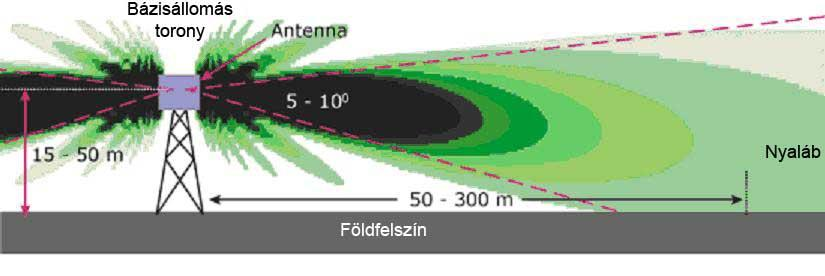 Bázisállomás
torony
Antenna
5 - 10⁰
15 - 50 m
Nyaláb
50 - 300 m
Földfelszín